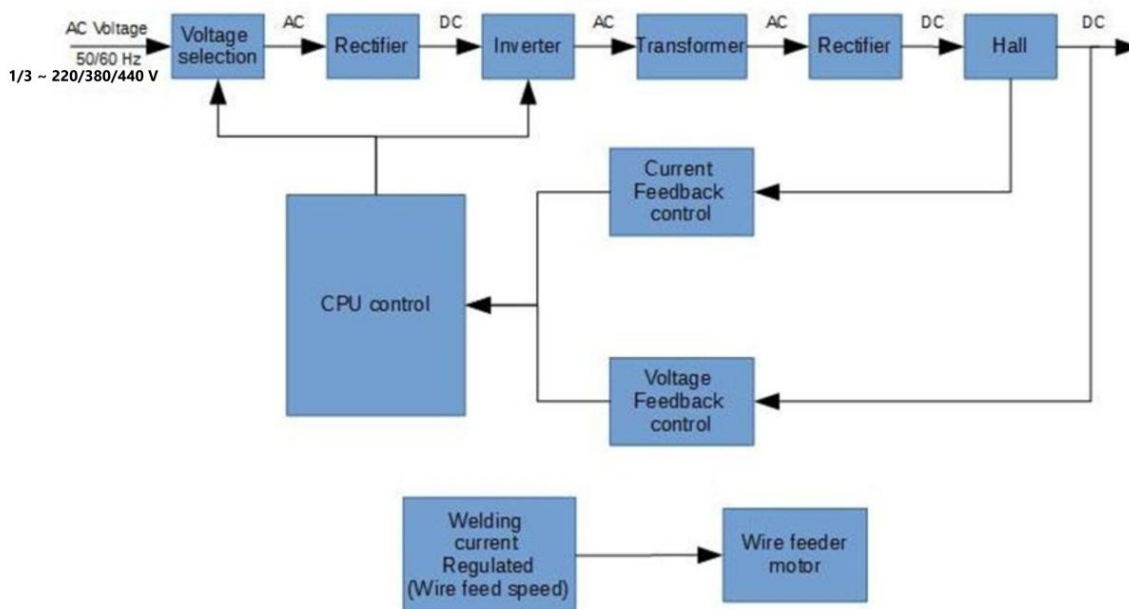 AC Voltage
50/60 Hz
1/3 ~ 220/380/440 V
Voltage
selection
AC
Rectifier
DC
Inverter
AC
Transformer
AC
Rectifier
DC
Hall
DC
Current
Feedback
control
CPU control
Voltage
Feedback
control
Welding
current
Regulated
(Wire feed speed)
Wire feeder
motor